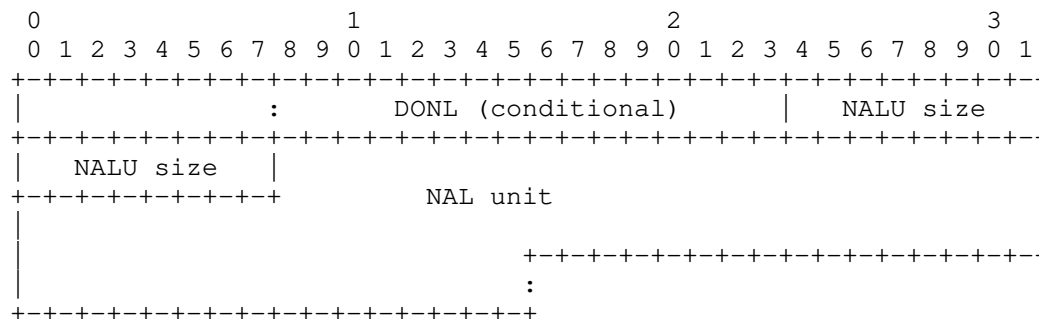 0                   1                   2                   3
0 1 2 3 4 5 6 7 8 9 0 1 2 3 4 5 6 7 8 9 0 1 2 3 4 5 6 7 8 9 0 1
+-+-+-+-+-+-+-+-+-+-+-+-+-+-+-+-+-+-+-+-+-+-+-+-+-+-+-+-+-+-+-+-
|               :       DONL (conditional)      |   NALU size
+-+-+-+-+-+-+-+-+-+-+-+-+-+-+-+-+-+-+-+-+-+-+-+-+-+-+-+-+-+-+-+-
|   NALU size   |
+-+-+-+-+-+-+-+-+         NAL unit
|
|                               +-+-+-+-+-+-+-+-+-+-+-+-+-+-+-+-
|                               :
+-+-+-+-+-+-+-+-+-+-+-+-+-+-+-+-+